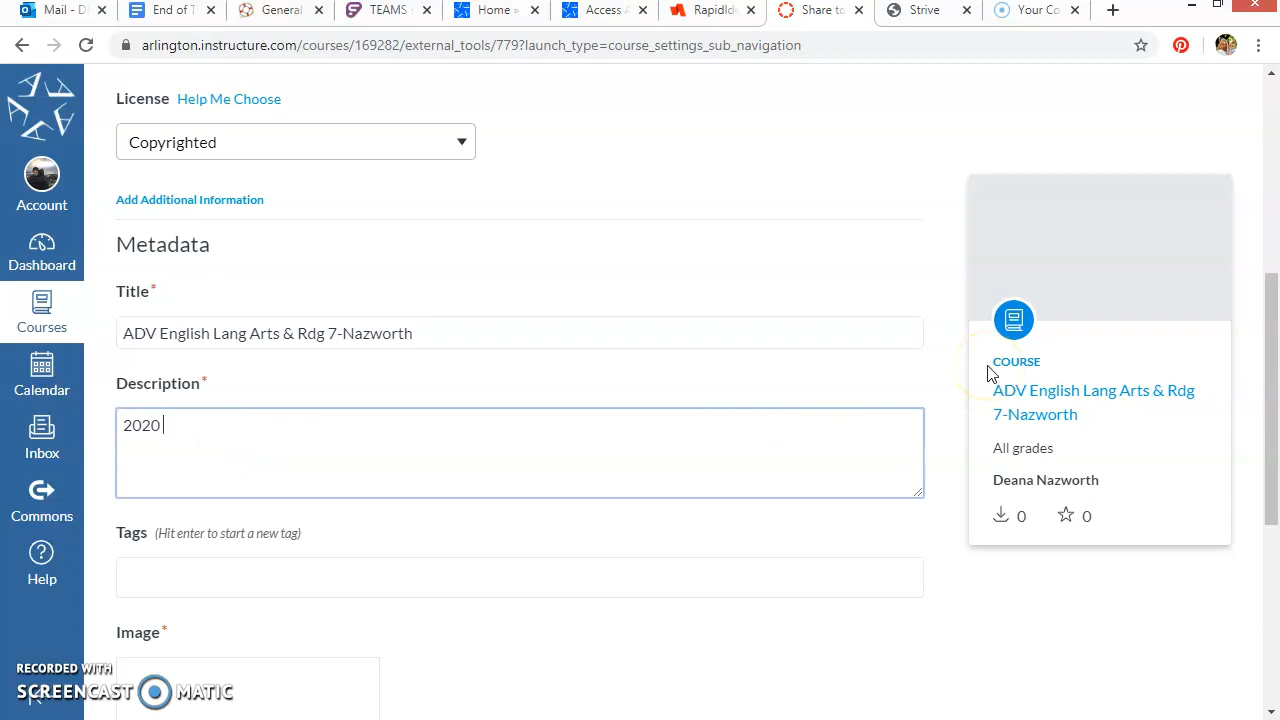 Mail - D
End of T
General
TEAMS
Home »
Access A
RapidIde
Share to
Strive
Your Co
arlington.instructure.com/courses/169282/external_tools/779?launch_type=course_settings_sub_navigation
Account
Dashboard
Courses
Calendar
Inbox
Commons
Help
License Help Me Choose
Copyrighted
Add Additional Information
Metadata
Title*
ADV English Lang Arts & Rdg 7-Nazworth
Description*
2020
Tags (Hit enter to start a new tag)
Image*
COURSE
ADV English Lang Arts & Rdg
7-Nazworth
All grades
Deana Nazworth
0 0
RECORDED WITH
SCREENCAST MATIC